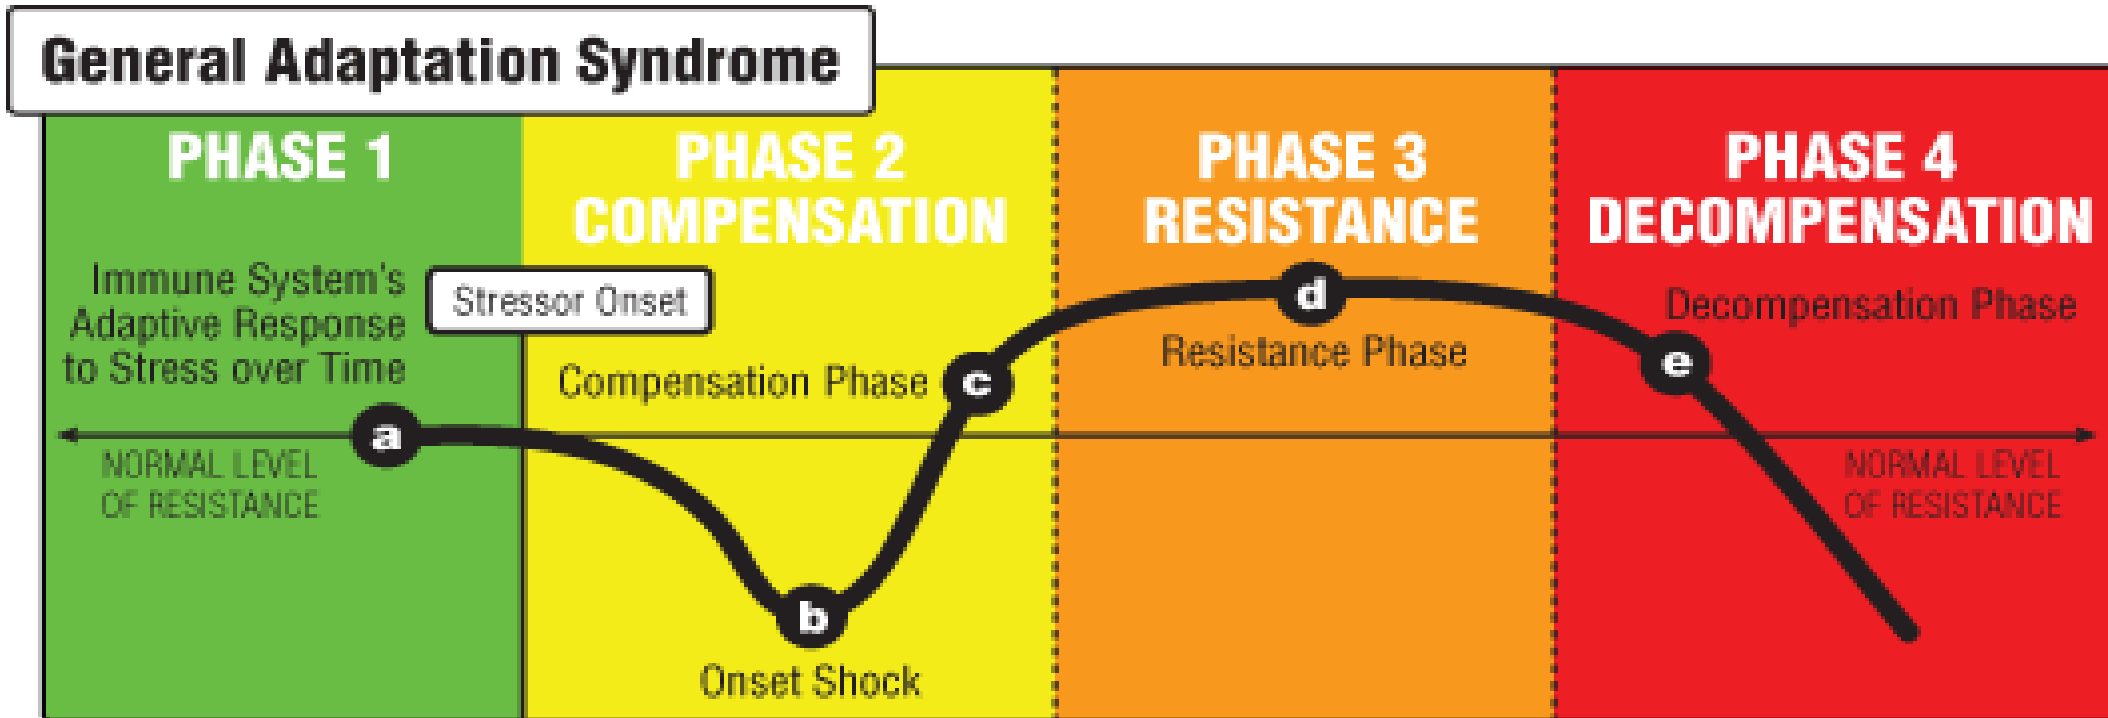 General Adaptation Syndrome
PHASE 1
Immune System's
Adaptive Response
to Stress over Time
a
NORMAL LEVEL
OF RESISTANCE
Stressor Onset
PHASE 2
COMPENSATION
Compensation Phase
c
b
Onset Shock
PHASE 3
RESISTANCE
d
Resistance Phase
PHASE 4
DECOMPENSATION
Decompensation Phase
e
NORMAL LEVEL
OF RESISTANCE